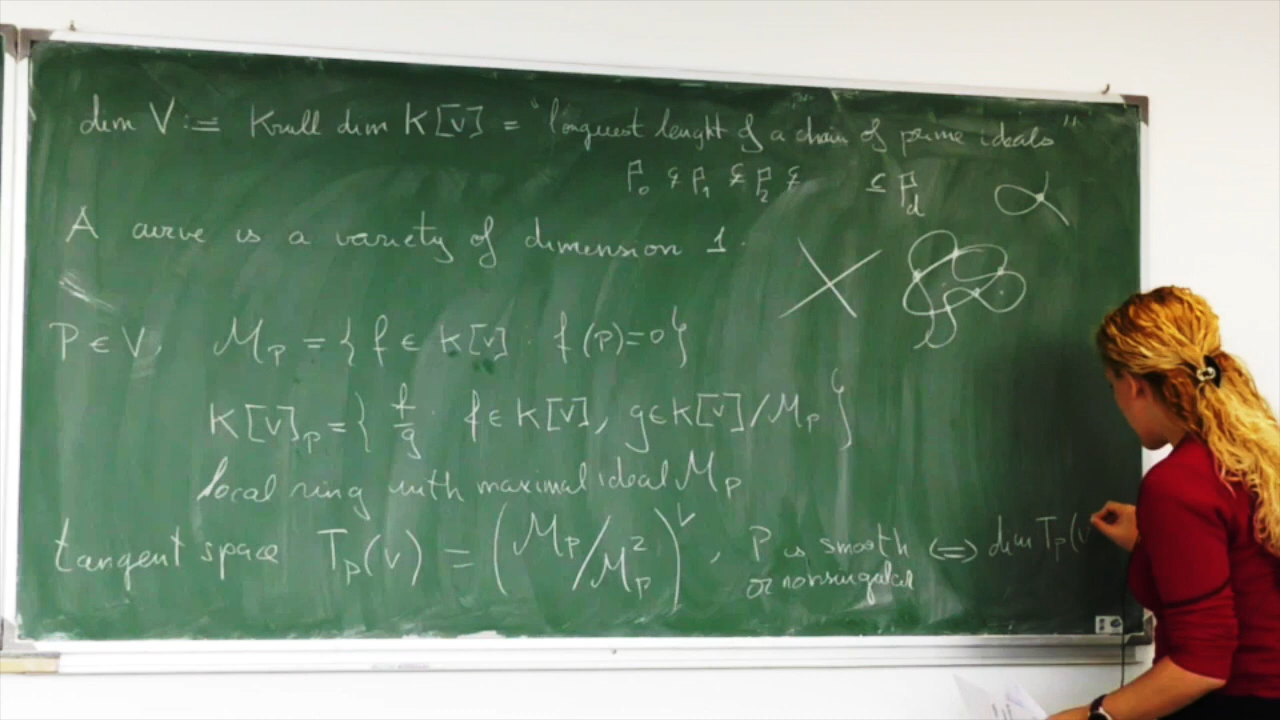 dim V := Krull dim K[V] = "longuest lenght of a chain of prime ideals"
P₀ ⊊ P₁ ⊊ P₂ ⊊ ⊆ P_d
A curve is a variety of dimension 1.
P ∈ V, M_P = { f ∈ K[V] . f(P)=0 }
K[V]_P = { f/g . f ∈ K[V], g ∈ K[V] / M_P }
local ring with maximal ideal M_P
tangent space T_P(V) = (M_P / M_P²)^∨, P is smooth ⟺ dim T_P(V
or nonsingular